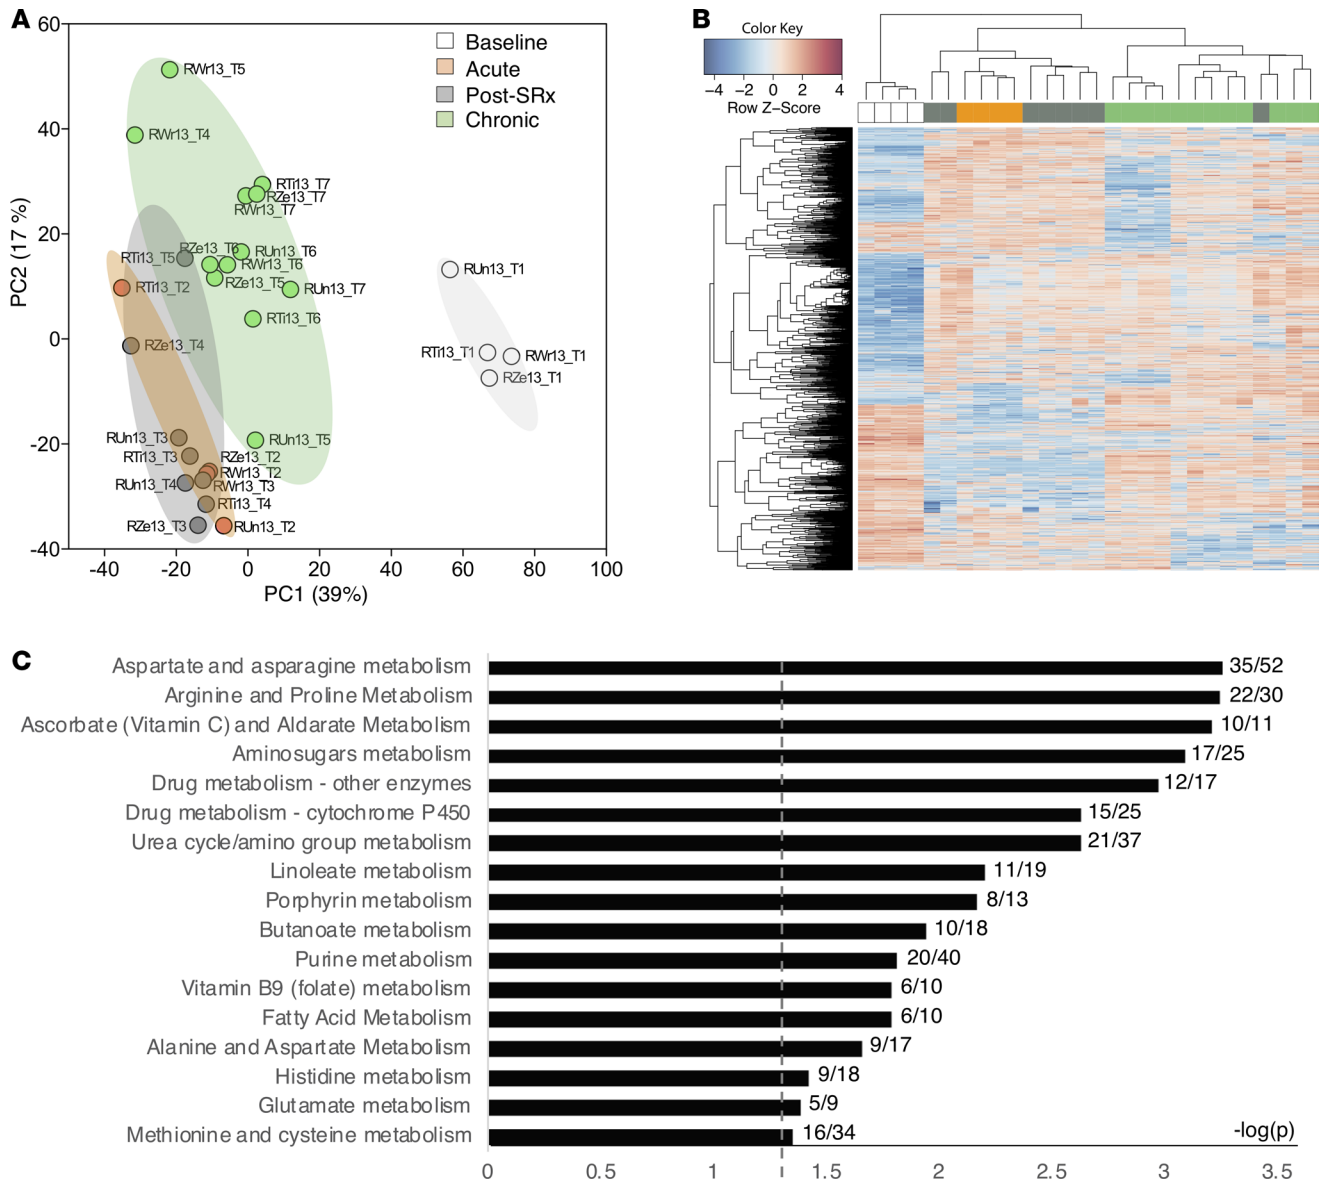 A
60
40
20
0
-20
-40
PC2 (17 %)
-40
-20
0
20
40
60
80
100
PC1 (39%)
Baseline
Acute
Post-SRx
Chronic
RWr13_T5
RWr13_T4
RTi13_T7
RZe13_T7
RWr13_T7
RZe13_T6
RUn13_T6
RTi13_T5
RWr13_T6
RZe13_T5
RTi13_T2
RUn13_T7
RTi13_T6
RZe13_T4
RUn13_T1
RTi13_T1
RWr13_T1
RZe13_T1
RUn13_T3
RUn13_T5
RTi13_T3
RZe13_T2
RWr13_T2
RUn13_T4
RWr13_T3
RTi13_T4
RZe13_T3
RUn13_T2
B
Color Key
−4 −2 0 2 4
Row Z−Score
C
Aspartate and asparagine metabolism 35/52
Arginine and Proline Metabolism 22/30
Ascorbate (Vitamin C) and Aldarate Metabolism 10/11
Aminosugars metabolism 17/25
Drug metabolism - other enzymes 12/17
Drug metabolism - cytochrome P450 15/25
Urea cycle/amino group metabolism 21/37
Linoleate metabolism 11/19
Porphyrin metabolism 8/13
Butanoate metabolism 10/18
Purine metabolism 20/40
Vitamin B9 (folate) metabolism 6/10
Fatty Acid Metabolism 6/10
Alanine and Aspartate Metabolism 9/17
Histidine metabolism 9/18
Glutamate metabolism 5/9
Methionine and cysteine metabolism 16/34
-log(p)
0 0.5 1 1.5 2 2.5 3 3.5